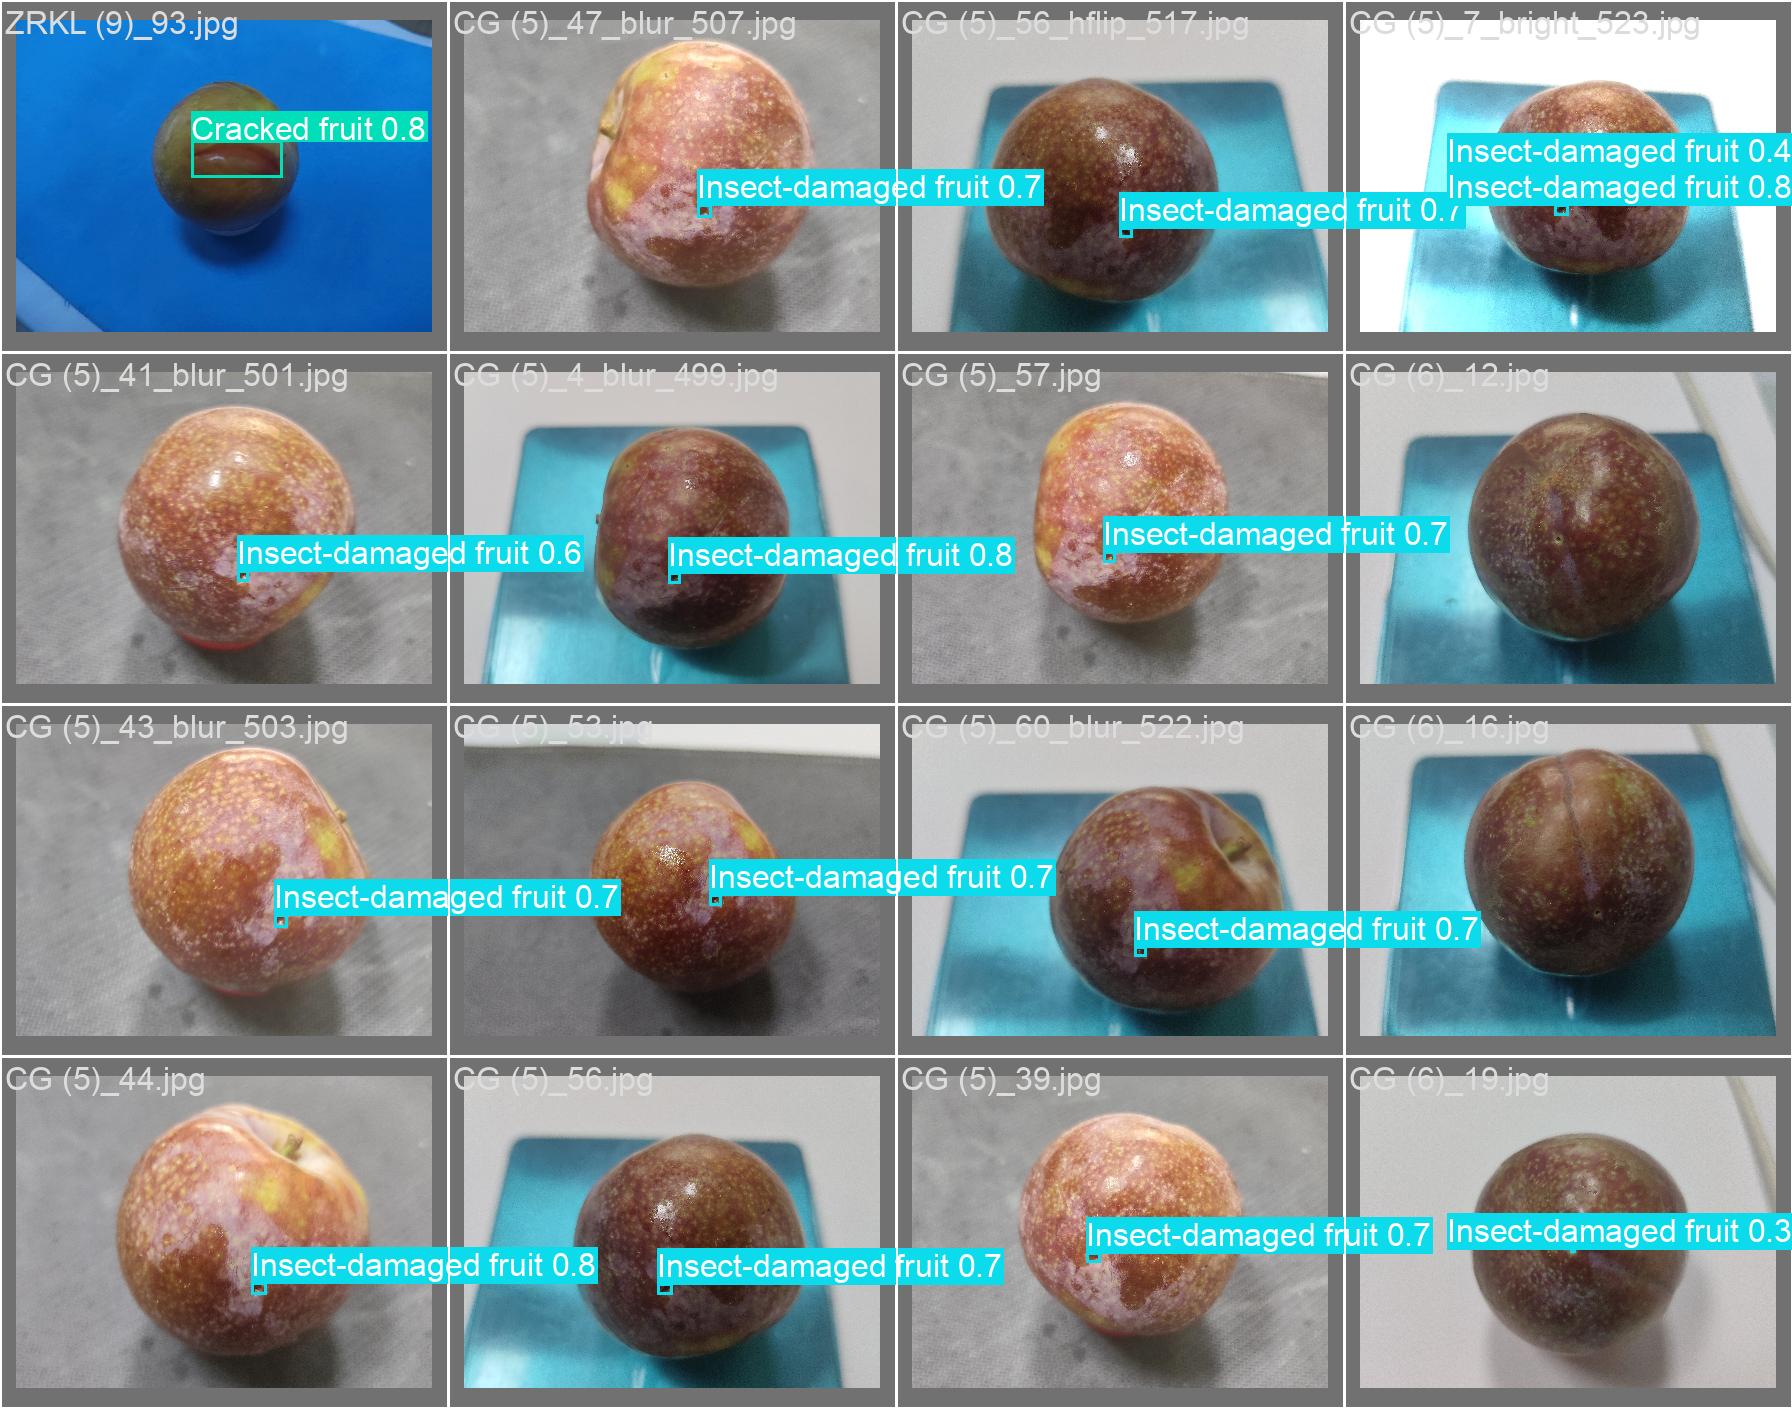 ZRKL (9)_93.jpg
Cracked fruit 0.8
CG (5)_47_blur_507.jpg
Insect-damaged fruit 0.7
CG (5)_56_hflip_517.jpg
Insect-damaged fruit 0.7
CG (5)_7_bright_523.jpg
Insect-damaged fruit 0.4
Insect-damaged fruit 0.8
CG (5)_41_blur_501.jpg
Insect-damaged fruit 0.6
CG (5)_4_blur_499.jpg
Insect-damaged fruit 0.8
CG (5)_57.jpg
Insect-damaged fruit 0.7
CG (6)_12.jpg
CG (5)_43_blur_503.jpg
Insect-damaged fruit 0.7
CG (5)_53.jpg
Insect-damaged fruit 0.7
CG (5)_60_blur_522.jpg
Insect-damaged fruit 0.7
CG (6)_16.jpg
CG (5)_44.jpg
Insect-damaged fruit 0.8
CG (5)_56.jpg
Insect-damaged fruit 0.7
CG (5)_39.jpg
Insect-damaged fruit 0.7
CG (6)_19.jpg
Insect-damaged fruit 0.3